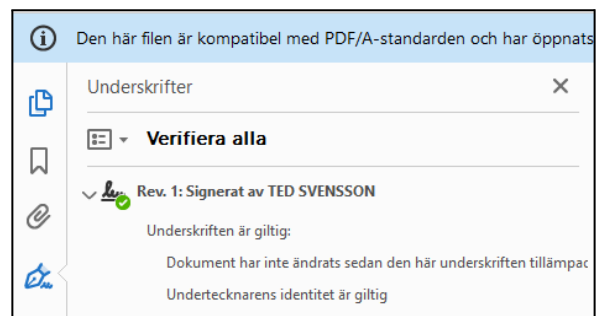 Den här filen är kompatibel med PDF/A-standarden och har öppnats
Underskrifter
Verifiera alla
Rev. 1: Signerat av TED SVENSSON
Underskriften är giltig:
Dokument har inte ändrats sedan den här underskriften
Undertecknarens identitet är giltig